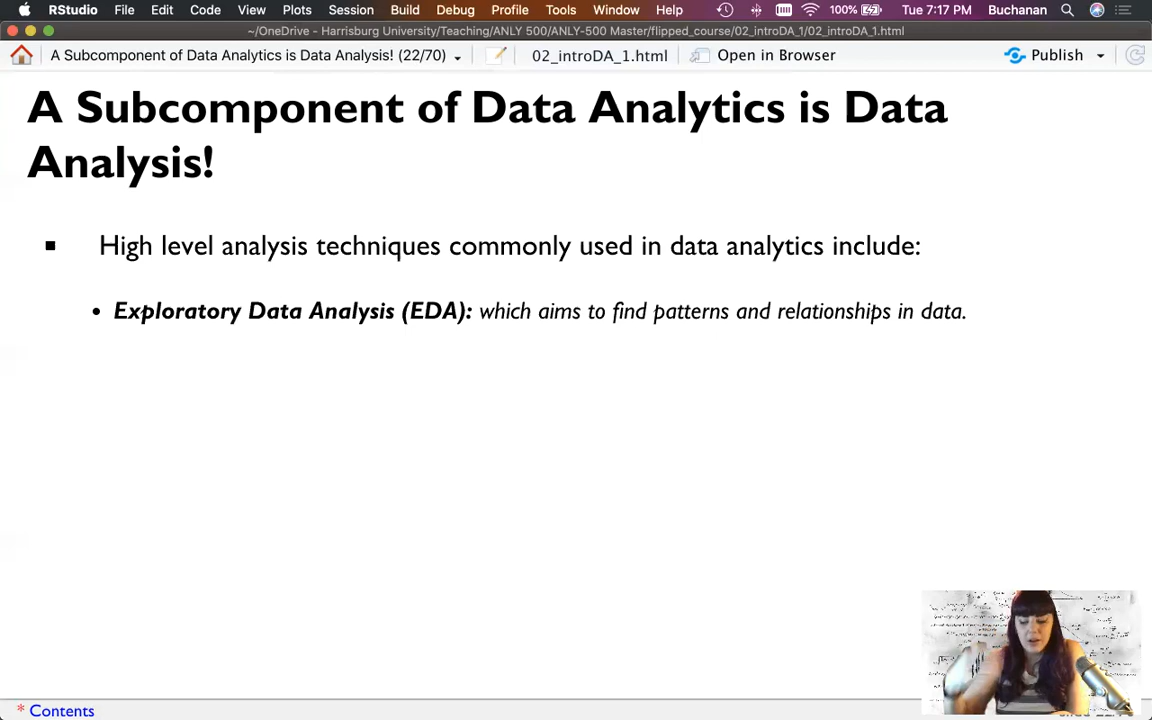 RStudio File Edit Code View Plots Session Build Debug Profile Tools Window Help 100% Tue 7:17 PM Buchanan
~/OneDrive - Harrisburg University/Teaching/ANLY 500/ANLY-500 Master/flipped_course/02_introDA_1/02_introDA_1.html
A Subcomponent of Data Analytics is Data Analysis! (22/70) 02_introDA_1.html Open in Browser Publish
A Subcomponent of Data Analytics is Data
Analysis!
High level analysis techniques commonly used in data analytics include:
• Exploratory Data Analysis (EDA): which aims to find patterns and relationships in data.
* Contents